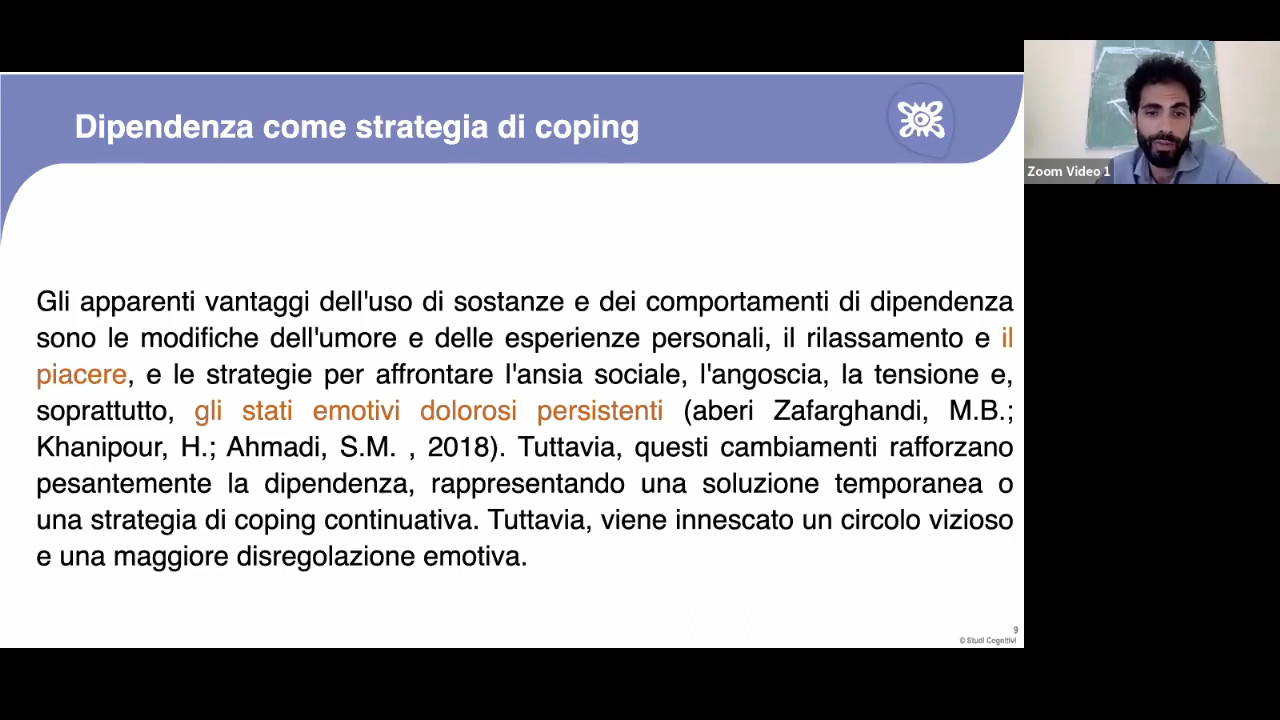 Dipendenza come strategia di coping
Zoom Video 1
Gli apparenti vantaggi dell'uso di sostanze e dei comportamenti di dipendenza
sono le modifiche dell'umore e delle esperienze personali, il rilassamento e il
piacere, e le strategie per affrontare l'ansia sociale, l'angoscia, la tensione e,
soprattutto, gli stati emotivi dolorosi persistenti (aberi Zafarghandi, M.B.;
Khanipour, H.; Ahmadi, S.M. , 2018). Tuttavia, questi cambiamenti rafforzano
pesantemente la dipendenza, rappresentando una soluzione temporanea o
una strategia di coping continuativa. Tuttavia, viene innescato un circolo vizioso
e una maggiore disregolazione emotiva.
9
© Studi Cognitivi